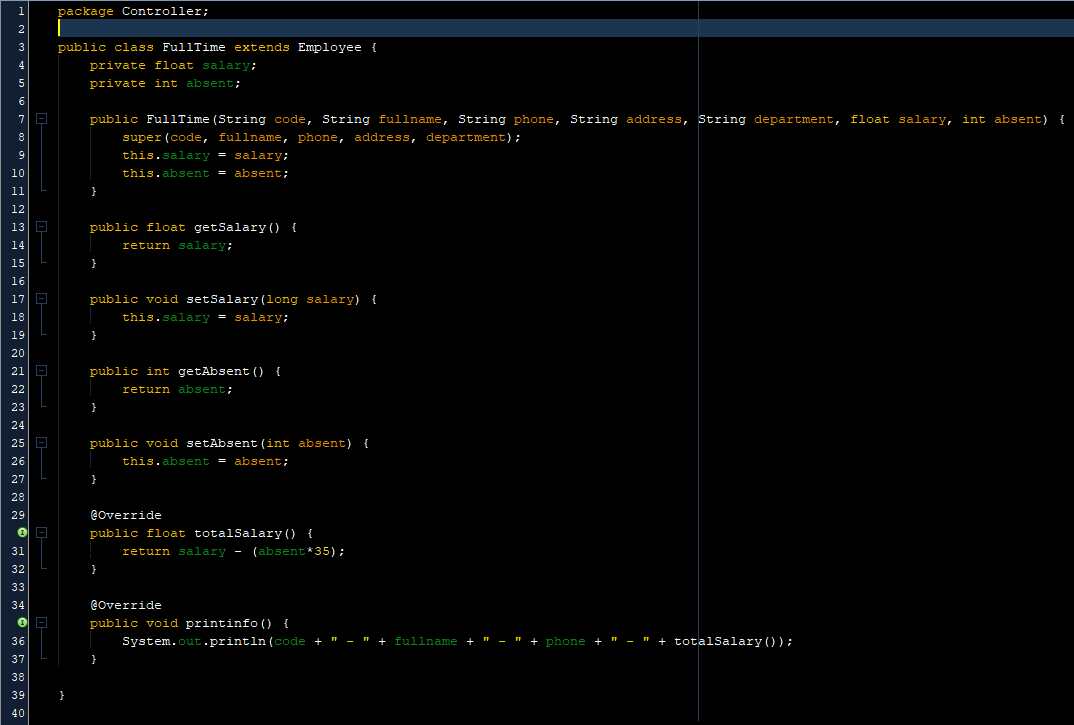 1 package Controller;
2
3 public class FullTime extends Employee {
4     private float salary;
5     private int absent;
6
7     public FullTime(String code, String fullname, String phone, String address, String department, float salary, int absent) {
8         super(code, fullname, phone, address, department);
9         this.salary = salary;
10         this.absent = absent;
11     }
12
13     public float getSalary() {
14         return salary;
15     }
16
17     public void setSalary(long salary) {
18         this.salary = salary;
19     }
20
21     public int getAbsent() {
22         return absent;
23     }
24
25     public void setAbsent(int absent) {
26         this.absent = absent;
27     }
28
29     @Override
    public float totalSalary() {
31         return salary - (absent*35);
32     }
33
34     @Override
    public void printinfo() {
36         System.out.println(code + " - " + fullname + " - " + phone + " - " + totalSalary());
37     }
38
39 }
40